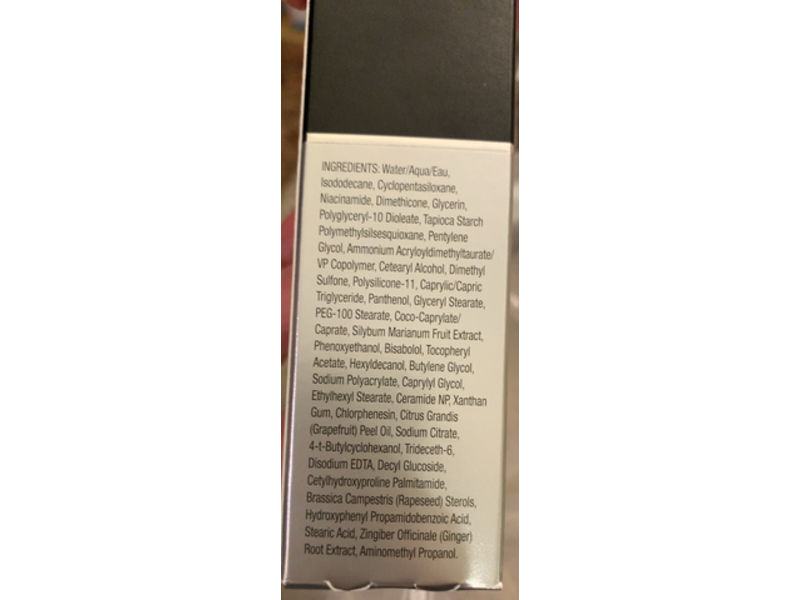 INGREDIENTS: Water/Aqua/Eau,
Isododecane, Cyclopentasiloxane,
Niacinamide, Dimethicone, Glycerin,
Polyglyceryl-10 Dioleate, Tapioca Starch
Polymethylsilsesquioxane, Pentylene
Glycol, Ammonium Acryloyldimethyltaurate/
VP Copolymer, Cetearyl Alcohol, Dimethyl
Sulfone, Polysilicone-11, Caprylic/Capric
Triglyceride, Panthenol, Glyceryl Stearate,
PEG-100 Stearate, Coco-Caprylate/
Caprate, Silybum Marianum Fruit Extract,
Phenoxyethanol, Bisabolol, Tocopheryl
Acetate, Hexyldecanol, Butylene Glycol,
Sodium Polyacrylate, Caprylyl Glycol,
Ethylhexyl Stearate, Ceramide NP, Xanthan
Gum, Chlorphenesin, Citrus Grandis
(Grapefruit) Peel Oil, Sodium Citrate,
4-t-Butylcyclohexanol, Trideceth-6,
Disodium EDTA, Decyl Glucoside,
Cetylhydroxyproline Palmitamide,
Brassica Campestris (Rapeseed) Sterols,
Hydroxyphenyl Propamidobenzoic Acid,
Stearic Acid, Zingiber Officinale (Ginger)
Root Extract, Aminomethyl Propanol.